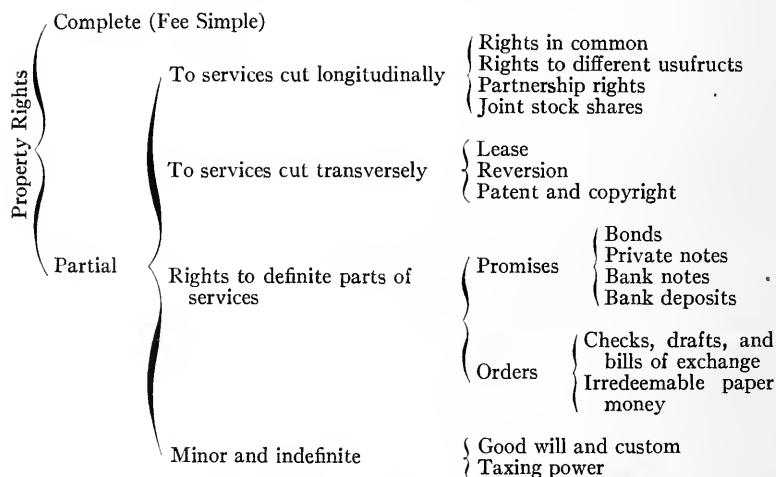 Property Rights
Complete (Fee Simple)
Partial
To services cut longitudinally
Rights in common
Rights to different usufructs
Partnership rights
Joint stock shares
To services cut transversely
Lease
Reversion
Patent and copyright
Rights to definite parts of
services
Promises
Bonds
Private notes
Bank notes
Bank deposits
Orders
Checks, drafts, and
bills of exchange
Irredeemable paper
money
Minor and indefinite
Good will and custom
Taxing power